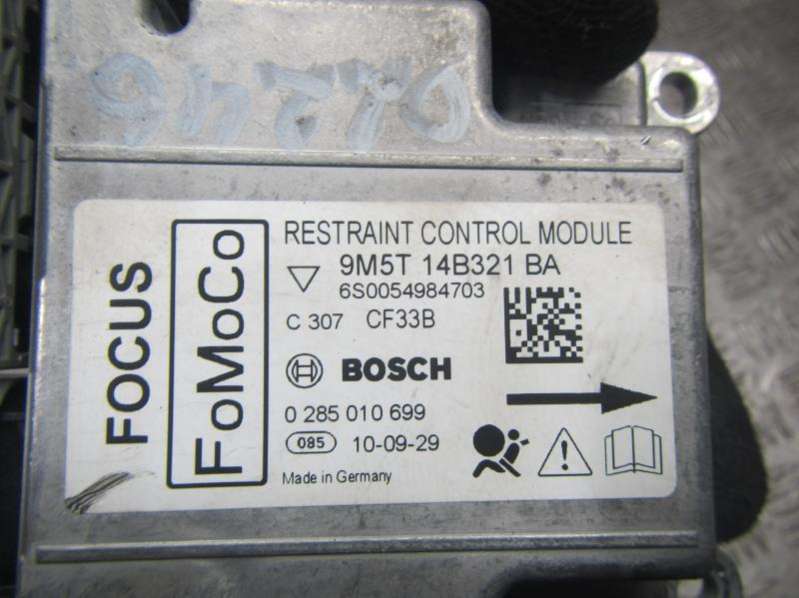 FOCUS
FoMoCo
RESTRAINT CONTROL MODULE
9M5T 14B321 BA
6S0054984703
C 307 CF33B
BOSCH
0 285 010 699
085 10-09-29
Made in Germany